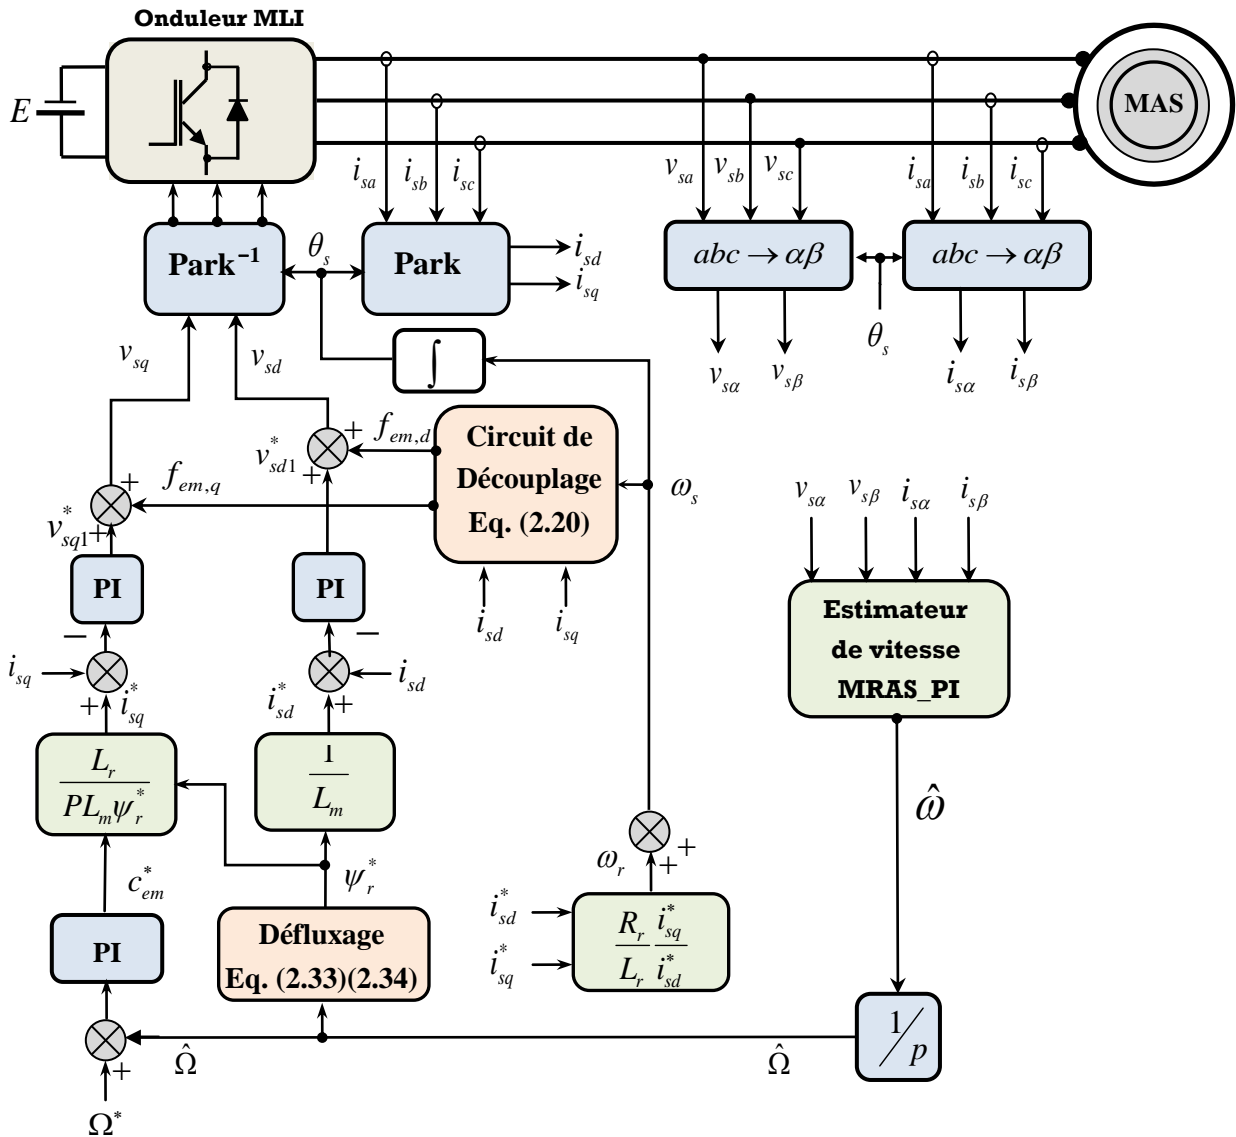 Onduleur MLI
E
MAS
i_sa
i_sb
i_sc
v_sa
v_sb
v_sc
i_sa
i_sb
i_sc
Park⁻¹
θ_s
Park
i_sd
i_sq
abc → αβ
abc → αβ
θ_s
v_sα
v_sβ
i_sα
i_sβ
v_sq
v_sd
∫
v*_sd1
+
+
f_em,d
Circuit de
Découplage
Eq. (2.20)
ω_s
f_em,q
+
v*_sq1
+
v_sα
v_sβ
i_sα
i_sβ
PI
PI
i_sd
i_sq
Estimateur
de vitesse
MRAS_PI
−
−
i_sq
i_sd
+
i*_sq
i*_sd
+
L_r
PL_mψ*_r
1
L_m
ω̂
c*_em
ψ*_r
ω_r
+
+
PI
Défluxage
Eq. (2.33)(2.34)
i*_sd
i*_sq
R_r i*_sq
L_r i*_sd
1/p
Ω̂
Ω̂
+
Ω*